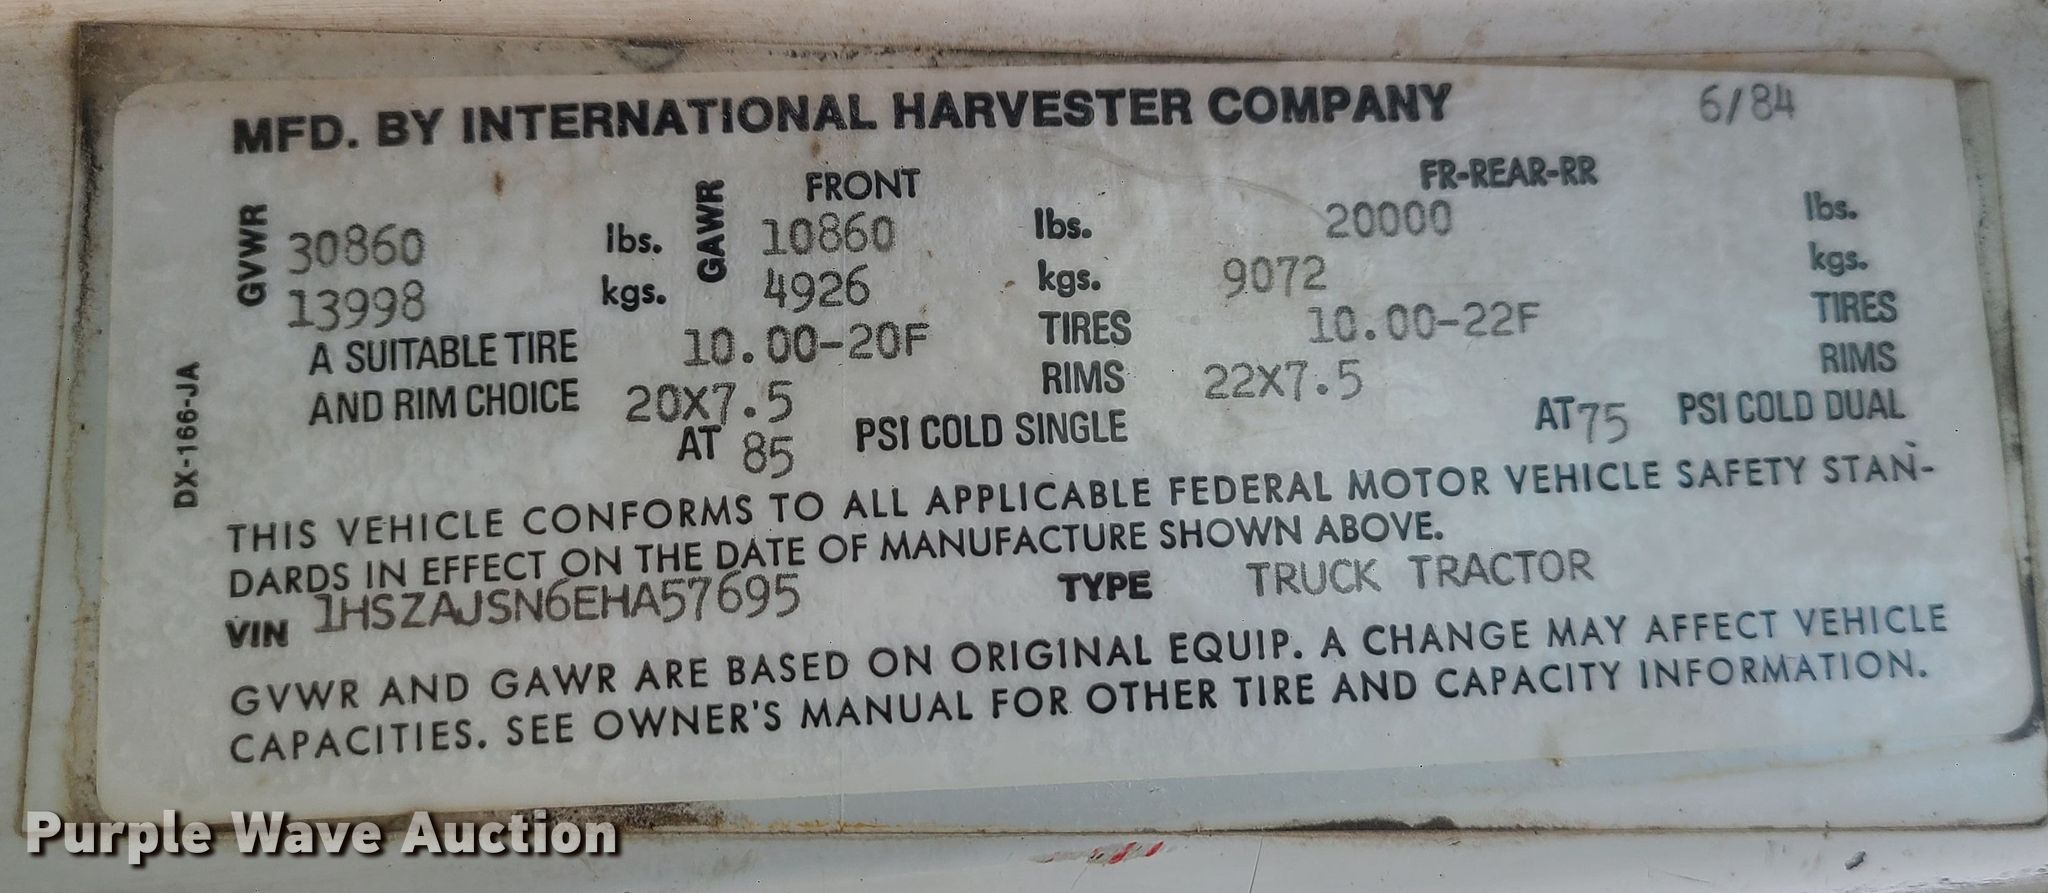 MFD. BY INTERNATIONAL HARVESTER COMPANY 6/84
FRONT FR-REAR-RR
GVWR 30860 lbs. GAWR 10860 lbs. 20000 lbs.
13998 kgs. 4926 kgs. 9072 kgs.
A SUITABLE TIRE 10.00-20F TIRES 10.00-22F TIRES
AND RIM CHOICE 20X7.5 RIMS 22X7.5 RIMS
AT 85 PSI COLD SINGLE AT 75 PSI COLD DUAL
DX-166-JA
THIS VEHICLE CONFORMS TO ALL APPLICABLE FEDERAL MOTOR VEHICLE SAFETY STAN-
DARDS IN EFFECT ON THE DATE OF MANUFACTURE SHOWN ABOVE.
VIN 1HSZAJSN6EHA57695 TYPE TRUCK TRACTOR
GVWR AND GAWR ARE BASED ON ORIGINAL EQUIP. A CHANGE MAY AFFECT VEHICLE
CAPACITIES. SEE OWNER'S MANUAL FOR OTHER TIRE AND CAPACITY INFORMATION.
Purple Wave Auction